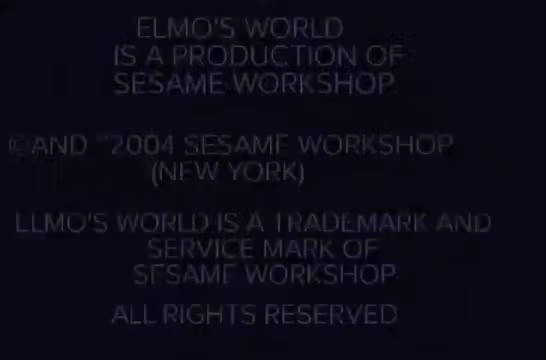 ELMO'S WORLD
IS A PRODUCTION OF
SESAME WORKSHOP
©AND ™2004 SESAME WORKSHOP
(NEW YORK)
ELMO'S WORLD IS A TRADEMARK AND
SERVICE MARK OF
SESAME WORKSHOP
ALL RIGHTS RESERVED